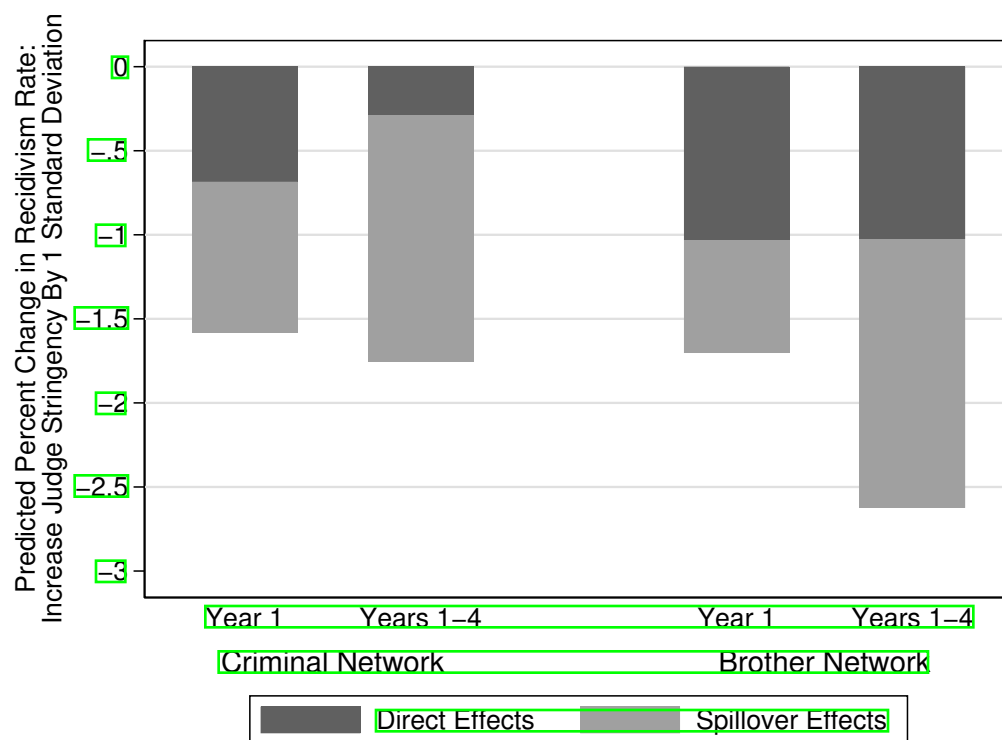 Predicted Percent Change in Recidivism Rate:
Increase Judge Stringency By 1 Standard Deviation
0
−.5
−1
−1.5
−2
−2.5
−3
Year 1 Years 1−4 Year 1 Years 1−4
Criminal Network Brother Network
Direct Effects Spillover Effects